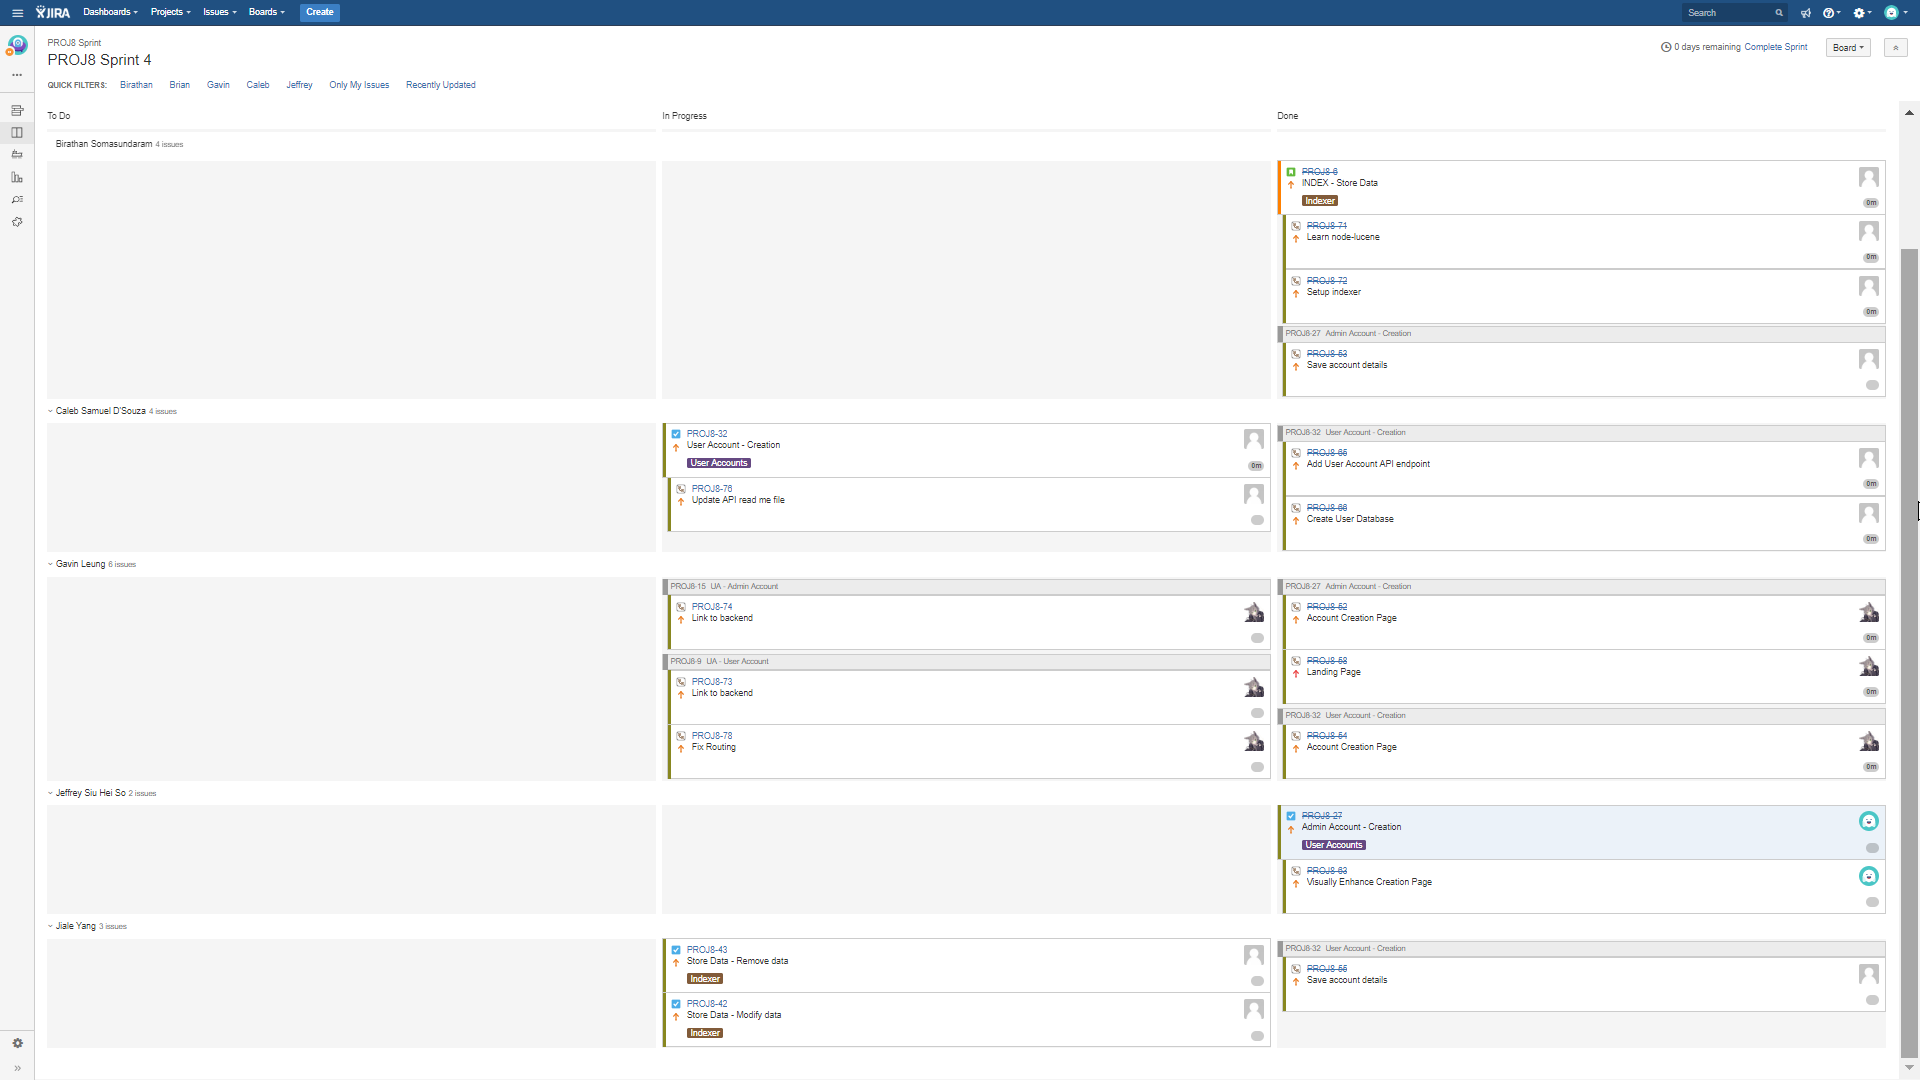 JIRA Dashboards Projects Issues Boards Create Search
PROJ8 Sprint
PROJ8 Sprint 4
0 days remaining Complete Sprint Board
QUICK FILTERS: Birathan Brian Gavin Caleb Jeffrey Only My Issues Recently Updated
To Do In Progress Done
Birathan Somasundaram 4 issues
PROJ8-6
INDEX - Store Data
Indexer
0m
PROJ8-71
Learn node-lucene
0m
PROJ8-72
Setup indexer
0m
PROJ8-27 Admin Account - Creation
PROJ8-53
Save account details
Caleb Samuel D'Souza 4 issues
PROJ8-32
User Account - Creation
User Accounts
0m
PROJ8-76
Update API read me file
PROJ8-32 User Account - Creation
PROJ8-65
Add User Account API endpoint
0m
PROJ8-66
Create User Database
0m
Gavin Leung 6 issues
PROJ8-15 UA - Admin Account
PROJ8-74
Link to backend
PROJ8-9 UA - User Account
PROJ8-73
Link to backend
PROJ8-78
Fix Routing
PROJ8-27 Admin Account - Creation
PROJ8-52
Account Creation Page
0m
PROJ8-58
Landing Page
0m
PROJ8-32 User Account - Creation
PROJ8-54
Account Creation Page
0m
Jeffrey Siu Hei So 2 issues
PROJ8-27
Admin Account - Creation
User Accounts
PROJ8-63
Visually Enhance Creation Page
Jiale Yang 3 issues
PROJ8-43
Store Data - Remove data
Indexer
PROJ8-42
Store Data - Modify data
Indexer
PROJ8-32 User Account - Creation
PROJ8-55
Save account details